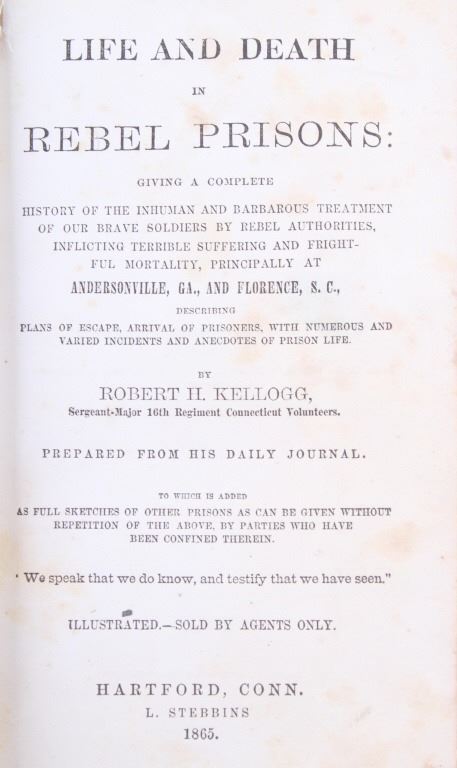 LIFE AND DEATH
IN
REBEL PRISONS:
GIVING A COMPLETE
HISTORY OF THE INHUMAN AND BARBAROUS TREATMENT
OF OUR BRAVE SOLDIERS BY REBEL AUTHORITIES,
INFLICTING TERRIBLE SUFFERING AND FRIGHT-
FUL MORTALITY, PRINCIPALLY AT
ANDERSONVILLE, GA., AND FLORENCE, S. C.,
DESCRIBING
PLANS OF ESCAPE, ARRIVAL OF PRISONERS, WITH NUMEROUS AND
VARIED INCIDENTS AND ANECDOTES OF PRISON LIFE.
BY
ROBERT H. KELLOGG,
Sergeant-Major 16th Regiment Connecticut Volunteers.
PREPARED FROM HIS DAILY JOURNAL.
TO WHICH IS ADDED
AS FULL SKETCHES OF OTHER PRISONS AS CAN BE GIVEN WITHOUT
REPETITION OF THE ABOVE, BY PARTIES WHO HAVE
BEEN CONFINED THEREIN.
"We speak that we do know, and testify that we have seen."
ILLUSTRATED.—SOLD BY AGENTS ONLY.
HARTFORD, CONN.
L. STEBBINS
1865.